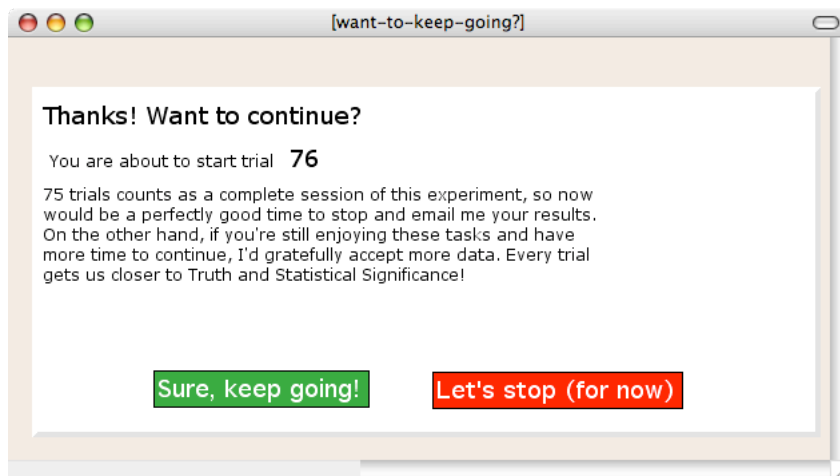 [want-to-keep-going?]
Thanks! Want to continue?
You are about to start trial 76
75 trials counts as a complete session of this experiment, so now
would be a perfectly good time to stop and email me your results.
On the other hand, if you're still enjoying these tasks and have
more time to continue, I'd gratefully accept more data. Every trial
gets us closer to Truth and Statistical Significance!
Sure, keep going!
Let's stop (for now)